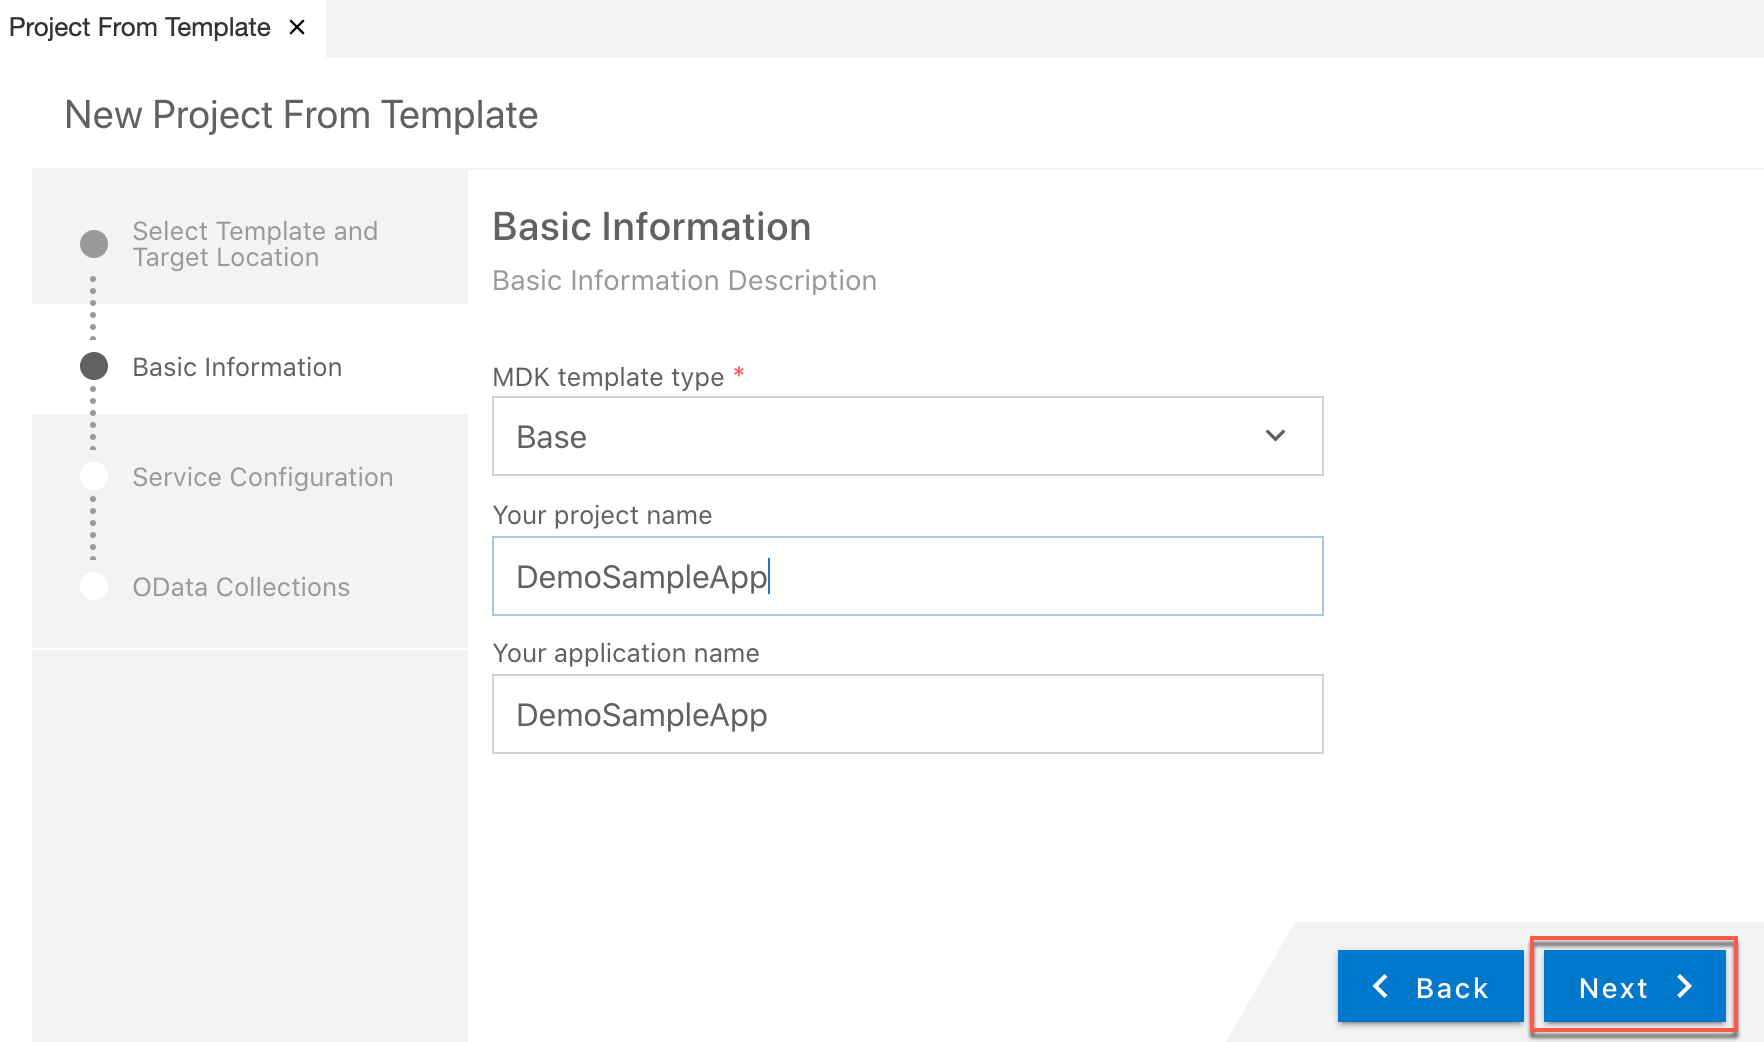 Project From Template
New Project From Template
Select Template and
Target Location
Basic Information
Service Configuration
OData Collections
Basic Information
Basic Information Description
MDK template type *
Base
Your project name
DemoSampleApp
Your application name
DemoSampleApp
Back
Next